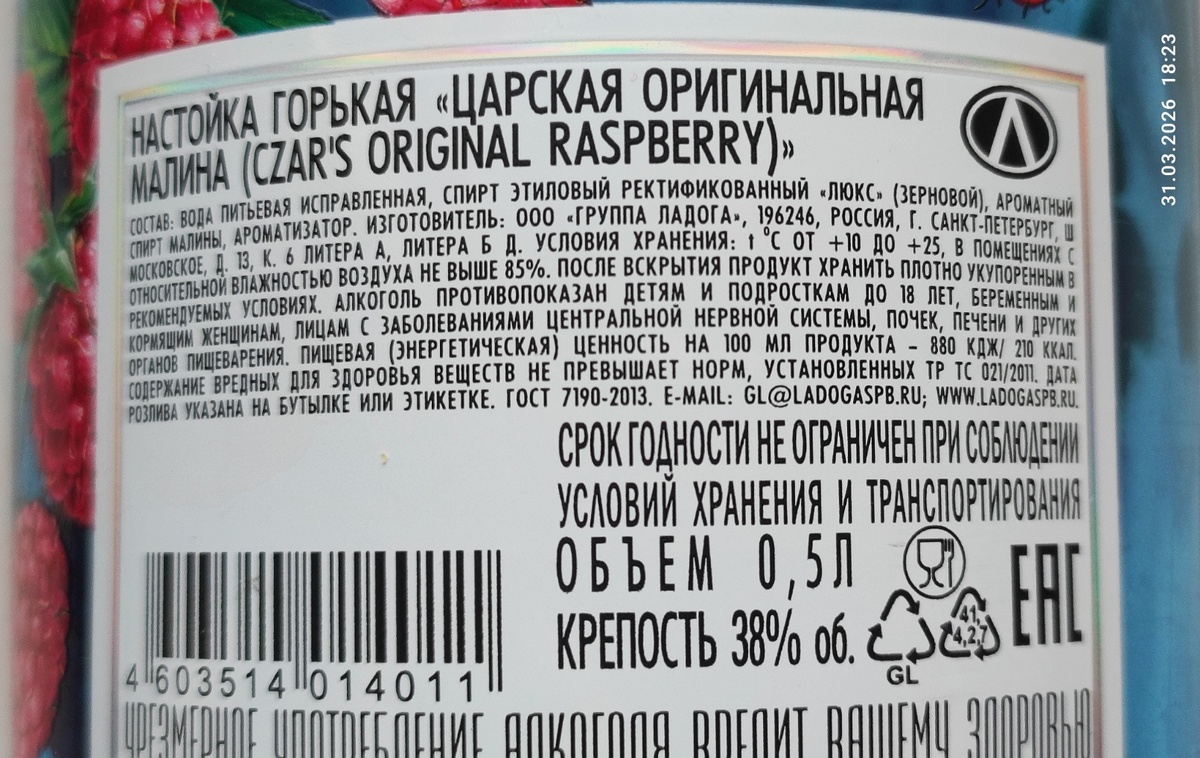 НАСТОЙКА ГОРЬКАЯ «ЦАРСКАЯ ОРИГИНАЛЬНАЯ
МАЛИНА (CZAR'S ORIGINAL RASPBERRY)»
СОСТАВ: ВОДА ПИТЬЕВАЯ ИСПРАВЛЕННАЯ, СПИРТ ЭТИЛОВЫЙ РЕКТИФИКОВАННЫЙ «ЛЮКС» (ЗЕРНОВОЙ), АРОМАТНЫЙ
СПИРТ МАЛИНЫ, АРОМАТИЗАТОР. ИЗГОТОВИТЕЛЬ: ООО «ГРУППА ЛАДОГА», 196246, РОССИЯ, Г. САНКТ-ПЕТЕРБУРГ, Ш
МОСКОВСКОЕ, Д. 13, К. 6 ЛИТЕРА А, ЛИТЕРА Б Д. УСЛОВИЯ ХРАНЕНИЯ: t °С ОТ +10 ДО +25, В ПОМЕЩЕНИЯХ С
ОТНОСИТЕЛЬНОЙ ВЛАЖНОСТЬЮ ВОЗДУХА НЕ ВЫШЕ 85%. ПОСЛЕ ВСКРЫТИЯ ПРОДУКТ ХРАНИТЬ ПЛОТНО УКУПОРЕННЫМ В
РЕКОМЕНДУЕМЫХ УСЛОВИЯХ. АЛКОГОЛЬ ПРОТИВОПОКАЗАН ДЕТЯМ И ПОДРОСТКАМ ДО 18 ЛЕТ, БЕРЕМЕННЫМ И
КОРМЯЩИМ ЖЕНЩИНАМ, ЛИЦАМ С ЗАБОЛЕВАНИЯМИ ЦЕНТРАЛЬНОЙ НЕРВНОЙ СИСТЕМЫ, ПОЧЕК, ПЕЧЕНИ И ДРУГИХ
ОРГАНОВ ПИЩЕВАРЕНИЯ. ПИЩЕВАЯ (ЭНЕРГЕТИЧЕСКАЯ) ЦЕННОСТЬ НА 100 МЛ ПРОДУКТА – 880 КДЖ/ 210 ККАЛ.
СОДЕРЖАНИЕ ВРЕДНЫХ ДЛЯ ЗДОРОВЬЯ ВЕЩЕСТВ НЕ ПРЕВЫШАЕТ НОРМ, УСТАНОВЛЕННЫХ ТР ТС 021/2011. ДАТА
РОЗЛИВА УКАЗАНА НА БУТЫЛКЕ ИЛИ ЭТИКЕТКЕ. ГОСТ 7190-2013. E-MAIL: GL@LADOGASPB.RU; WWW.LADOGASPB.RU.
СРОК ГОДНОСТИ НЕ ОГРАНИЧЕН ПРИ СОБЛЮДЕНИИ
УСЛОВИЙ ХРАНЕНИЯ И ТРАНСПОРТИРОВАНИЯ
ОБЪЕМ 0,5Л
КРЕПОСТЬ 38% об.
GL
41,
4,2,7
ЕАС
4 603514 014011
ЧРЕЗМЕРНОЕ УПОТРЕБЛЕНИЕ АЛКОГОЛЯ ВРЕДИТ ВАШЕМУ ЗДОРОВЬЮ
31.03.2026 18:23